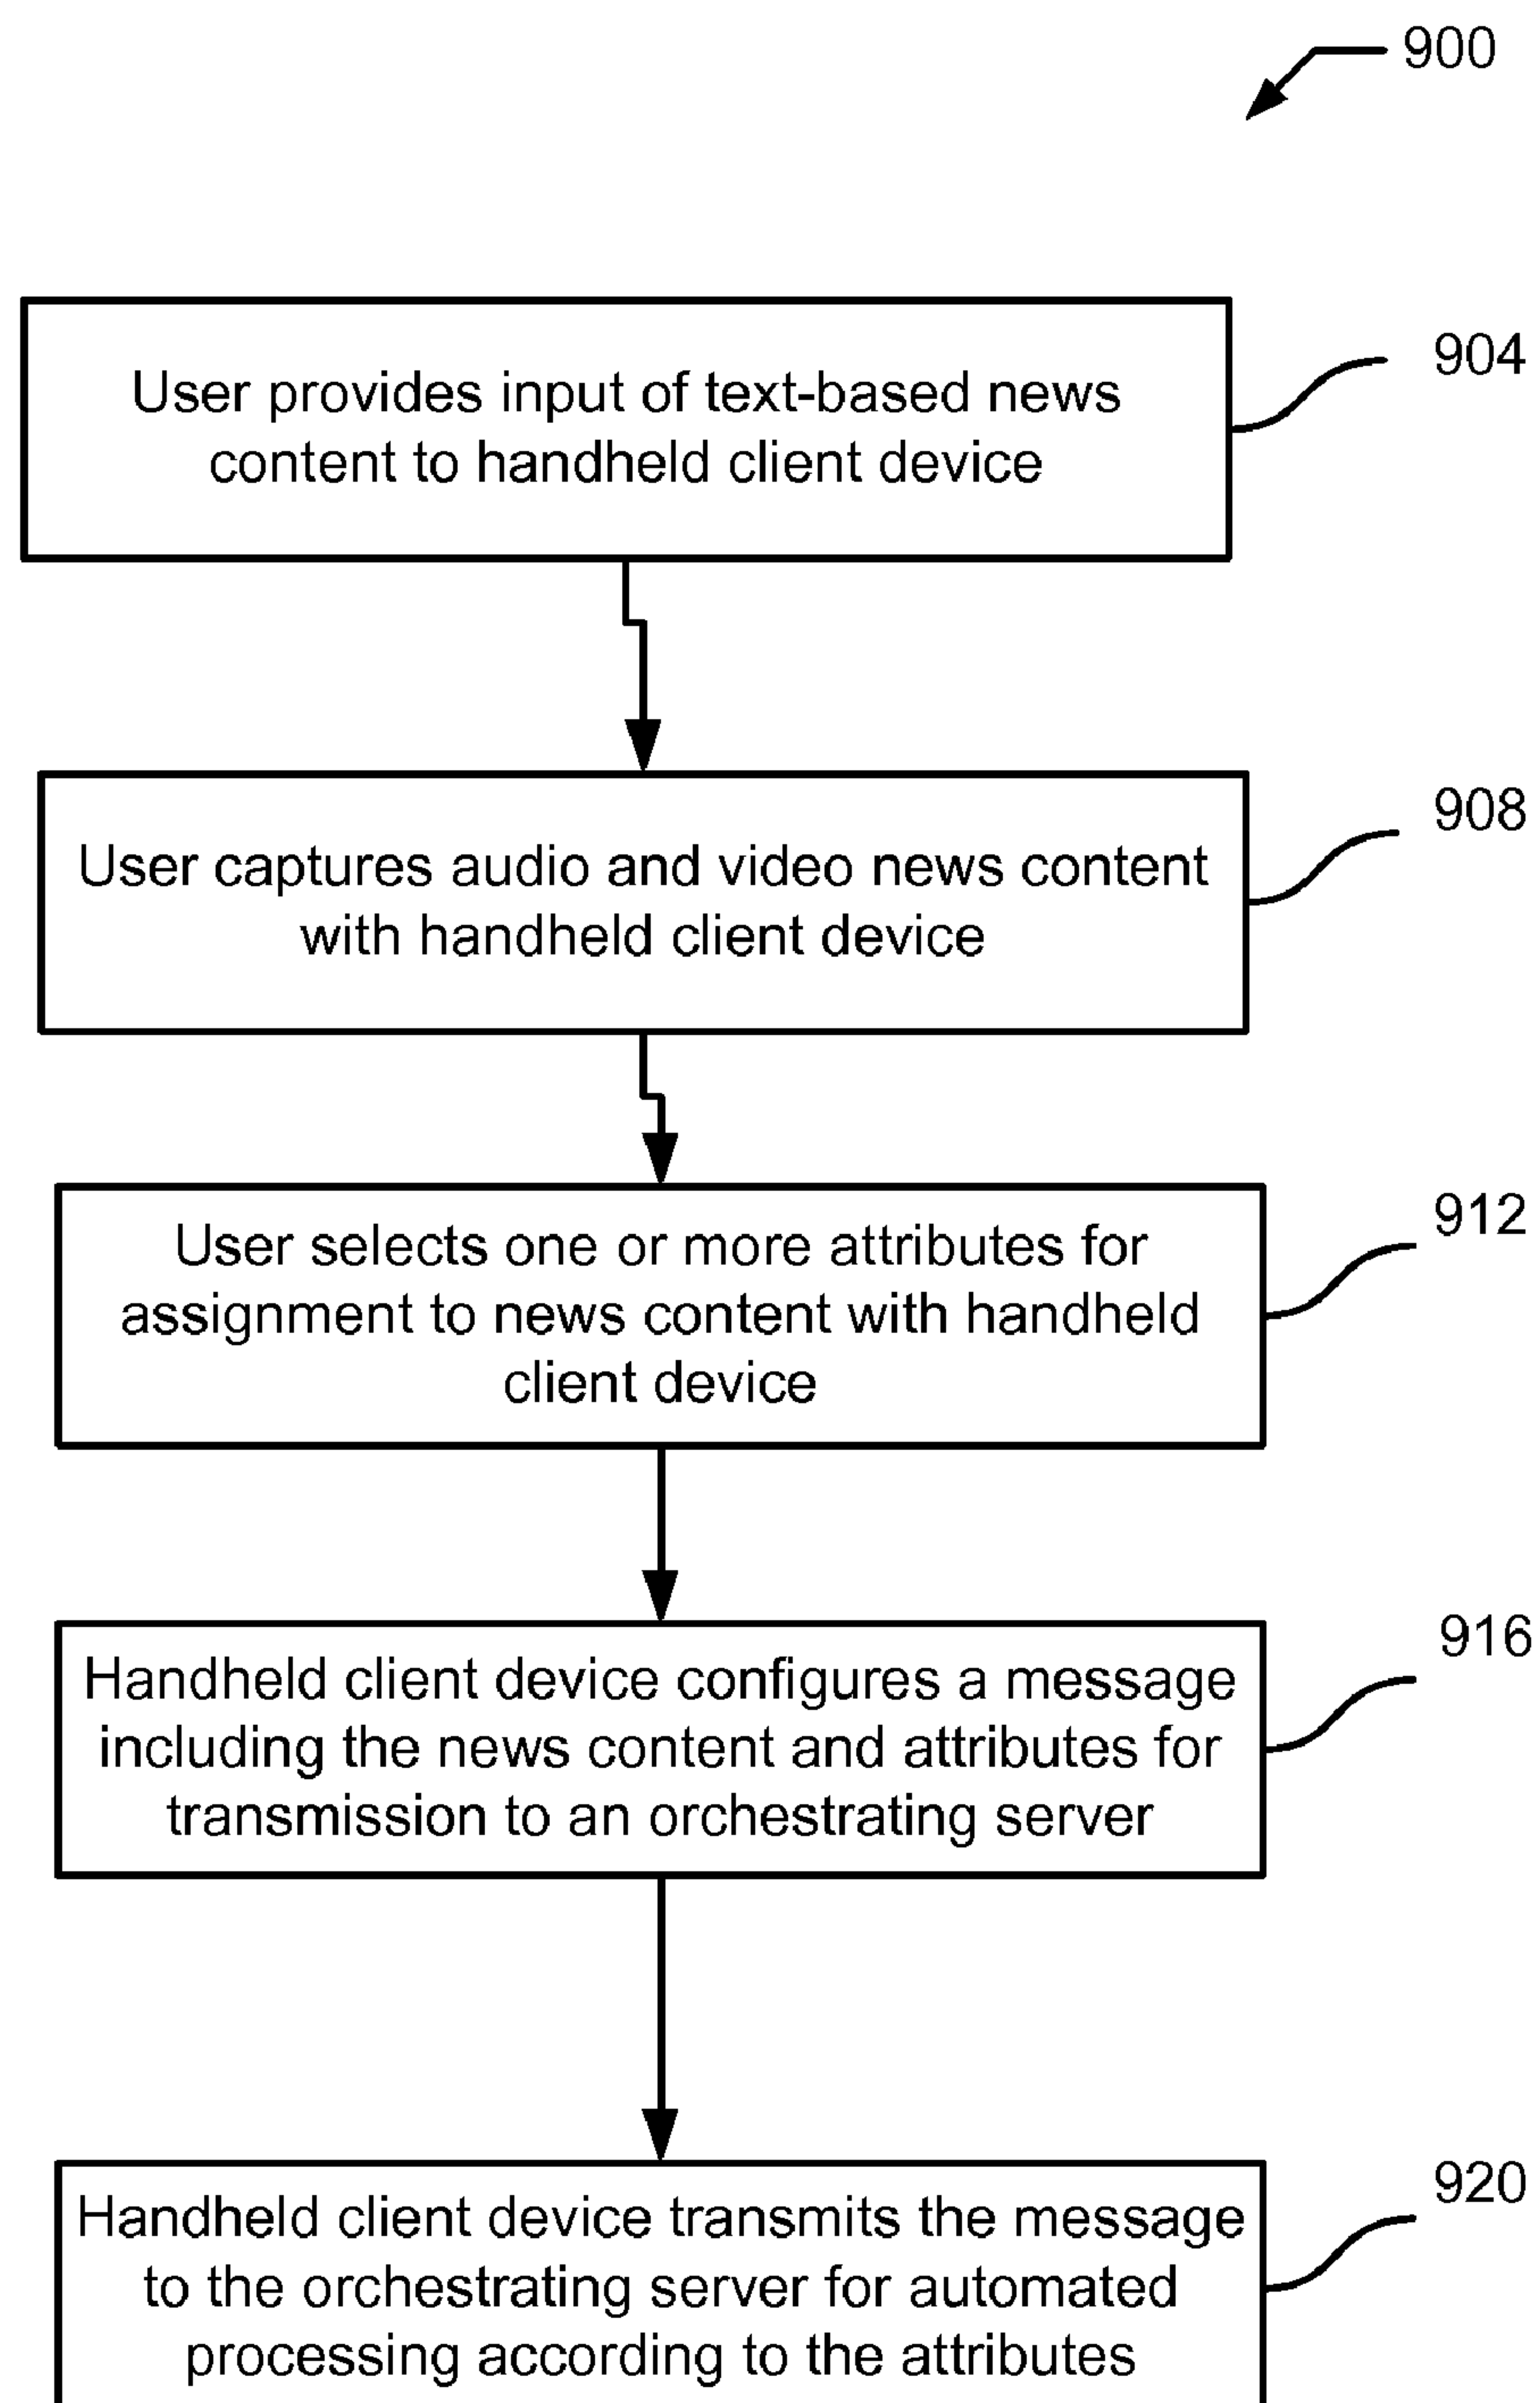 900
User provides input of text-based news
content to handheld client device
904
User captures audio and video news content
with handheld client device
908
User selects one or more attributes for
assignment to news content with handheld
client device
912
Handheld client device configures a message
including the news content and attributes for
transmission to an orchestrating server
916
Handheld client device transmits the message
to the orchestrating server for automated
processing according to the attributes
920